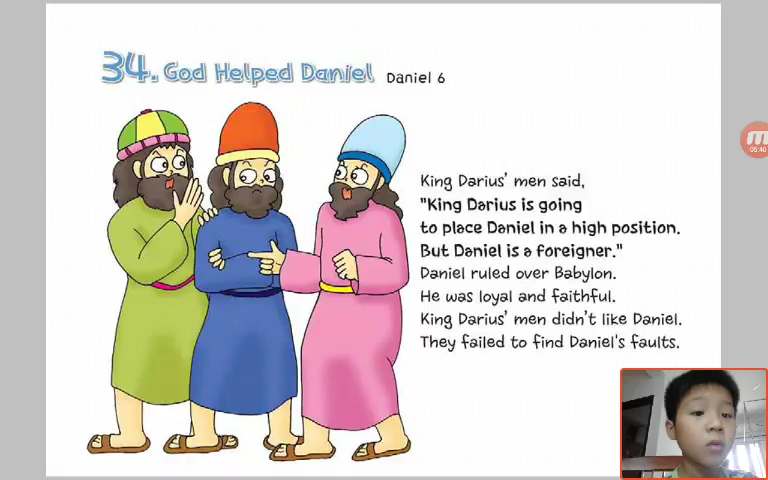 34. God Helped Daniel Daniel 6
King Darius' men said,
"King Darius is going
to place Daniel in a high position.
But Daniel is a foreigner."
Daniel ruled over Babylon.
He was loyal and faithful.
King Darius' men didn't like Daniel.
They failed to find Daniel's faults.
05:40